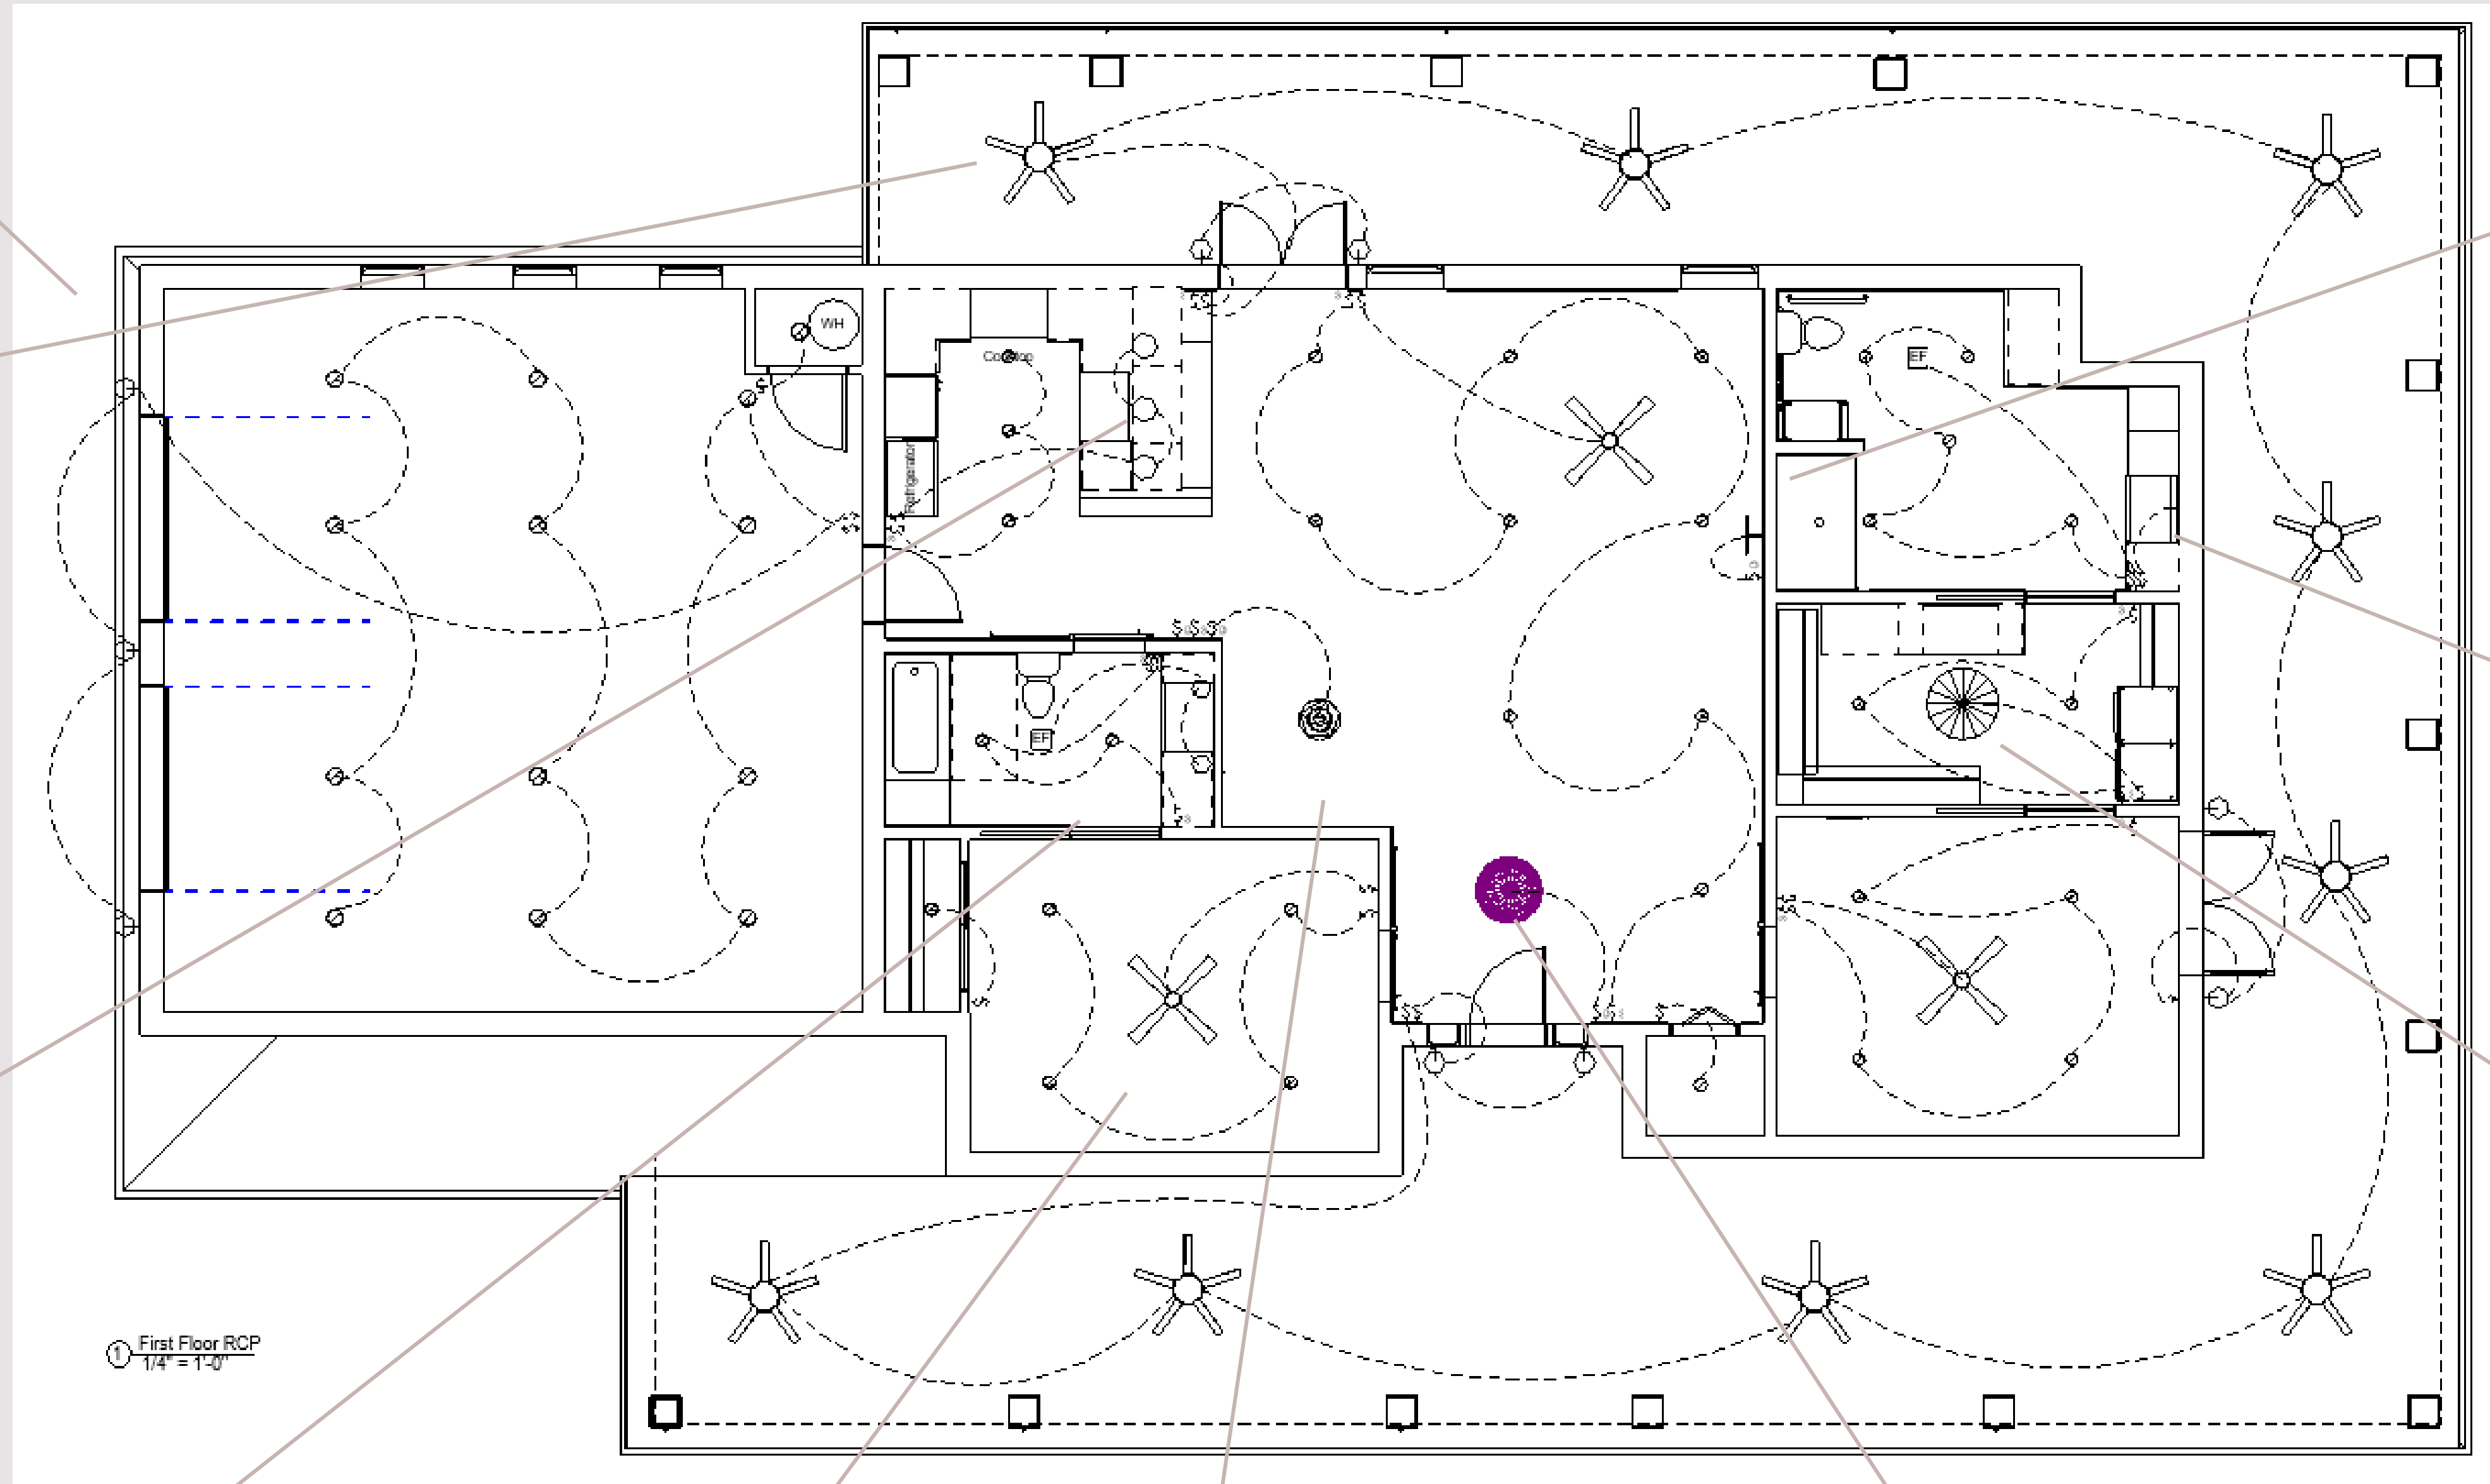 WH
Cooktop
EF
Refrigerator
EF
1 First Floor RCP
1/4" = 1'-0"